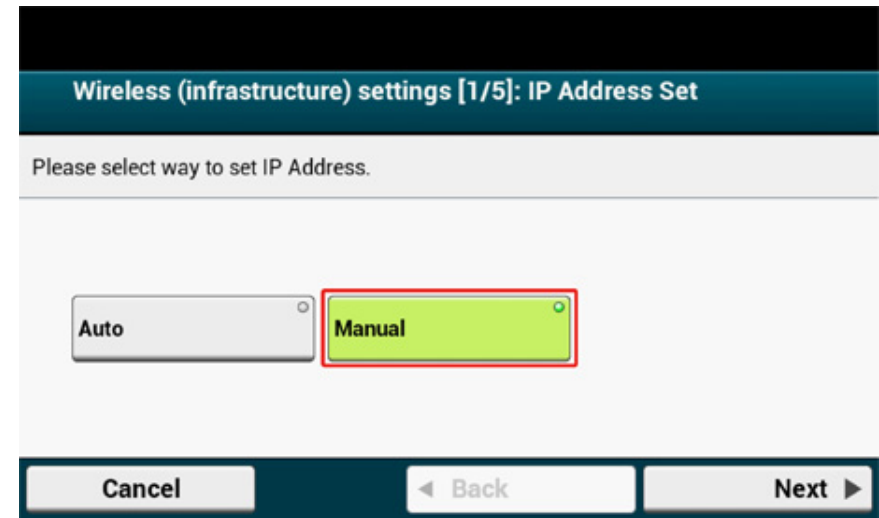 Wireless (infrastructure) settings [1/5]: IP Address Set
Please select way to set IP Address.
Auto
Manual
Cancel
Back
Next